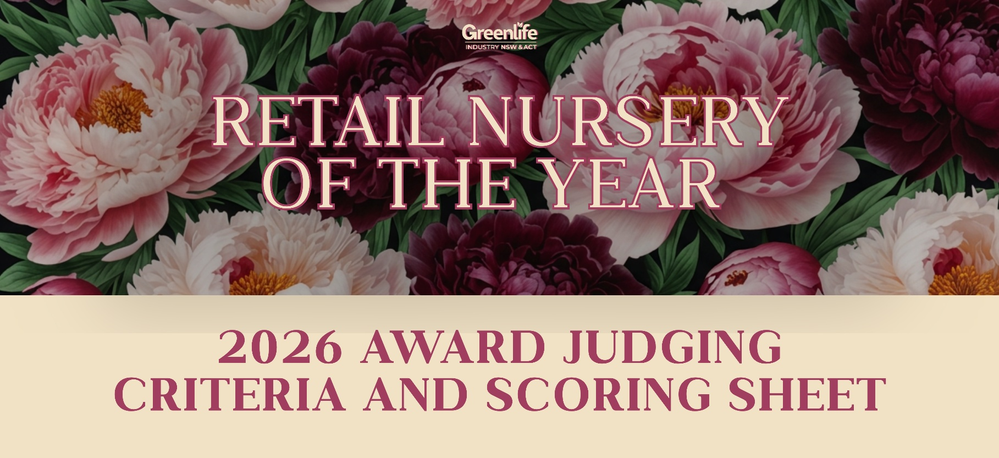 Greenlife
INDUSTRY NSW & ACT
RETAIL NURSERY
OF THE YEAR
2026 AWARD JUDGING
CRITERIA AND SCORING SHEET